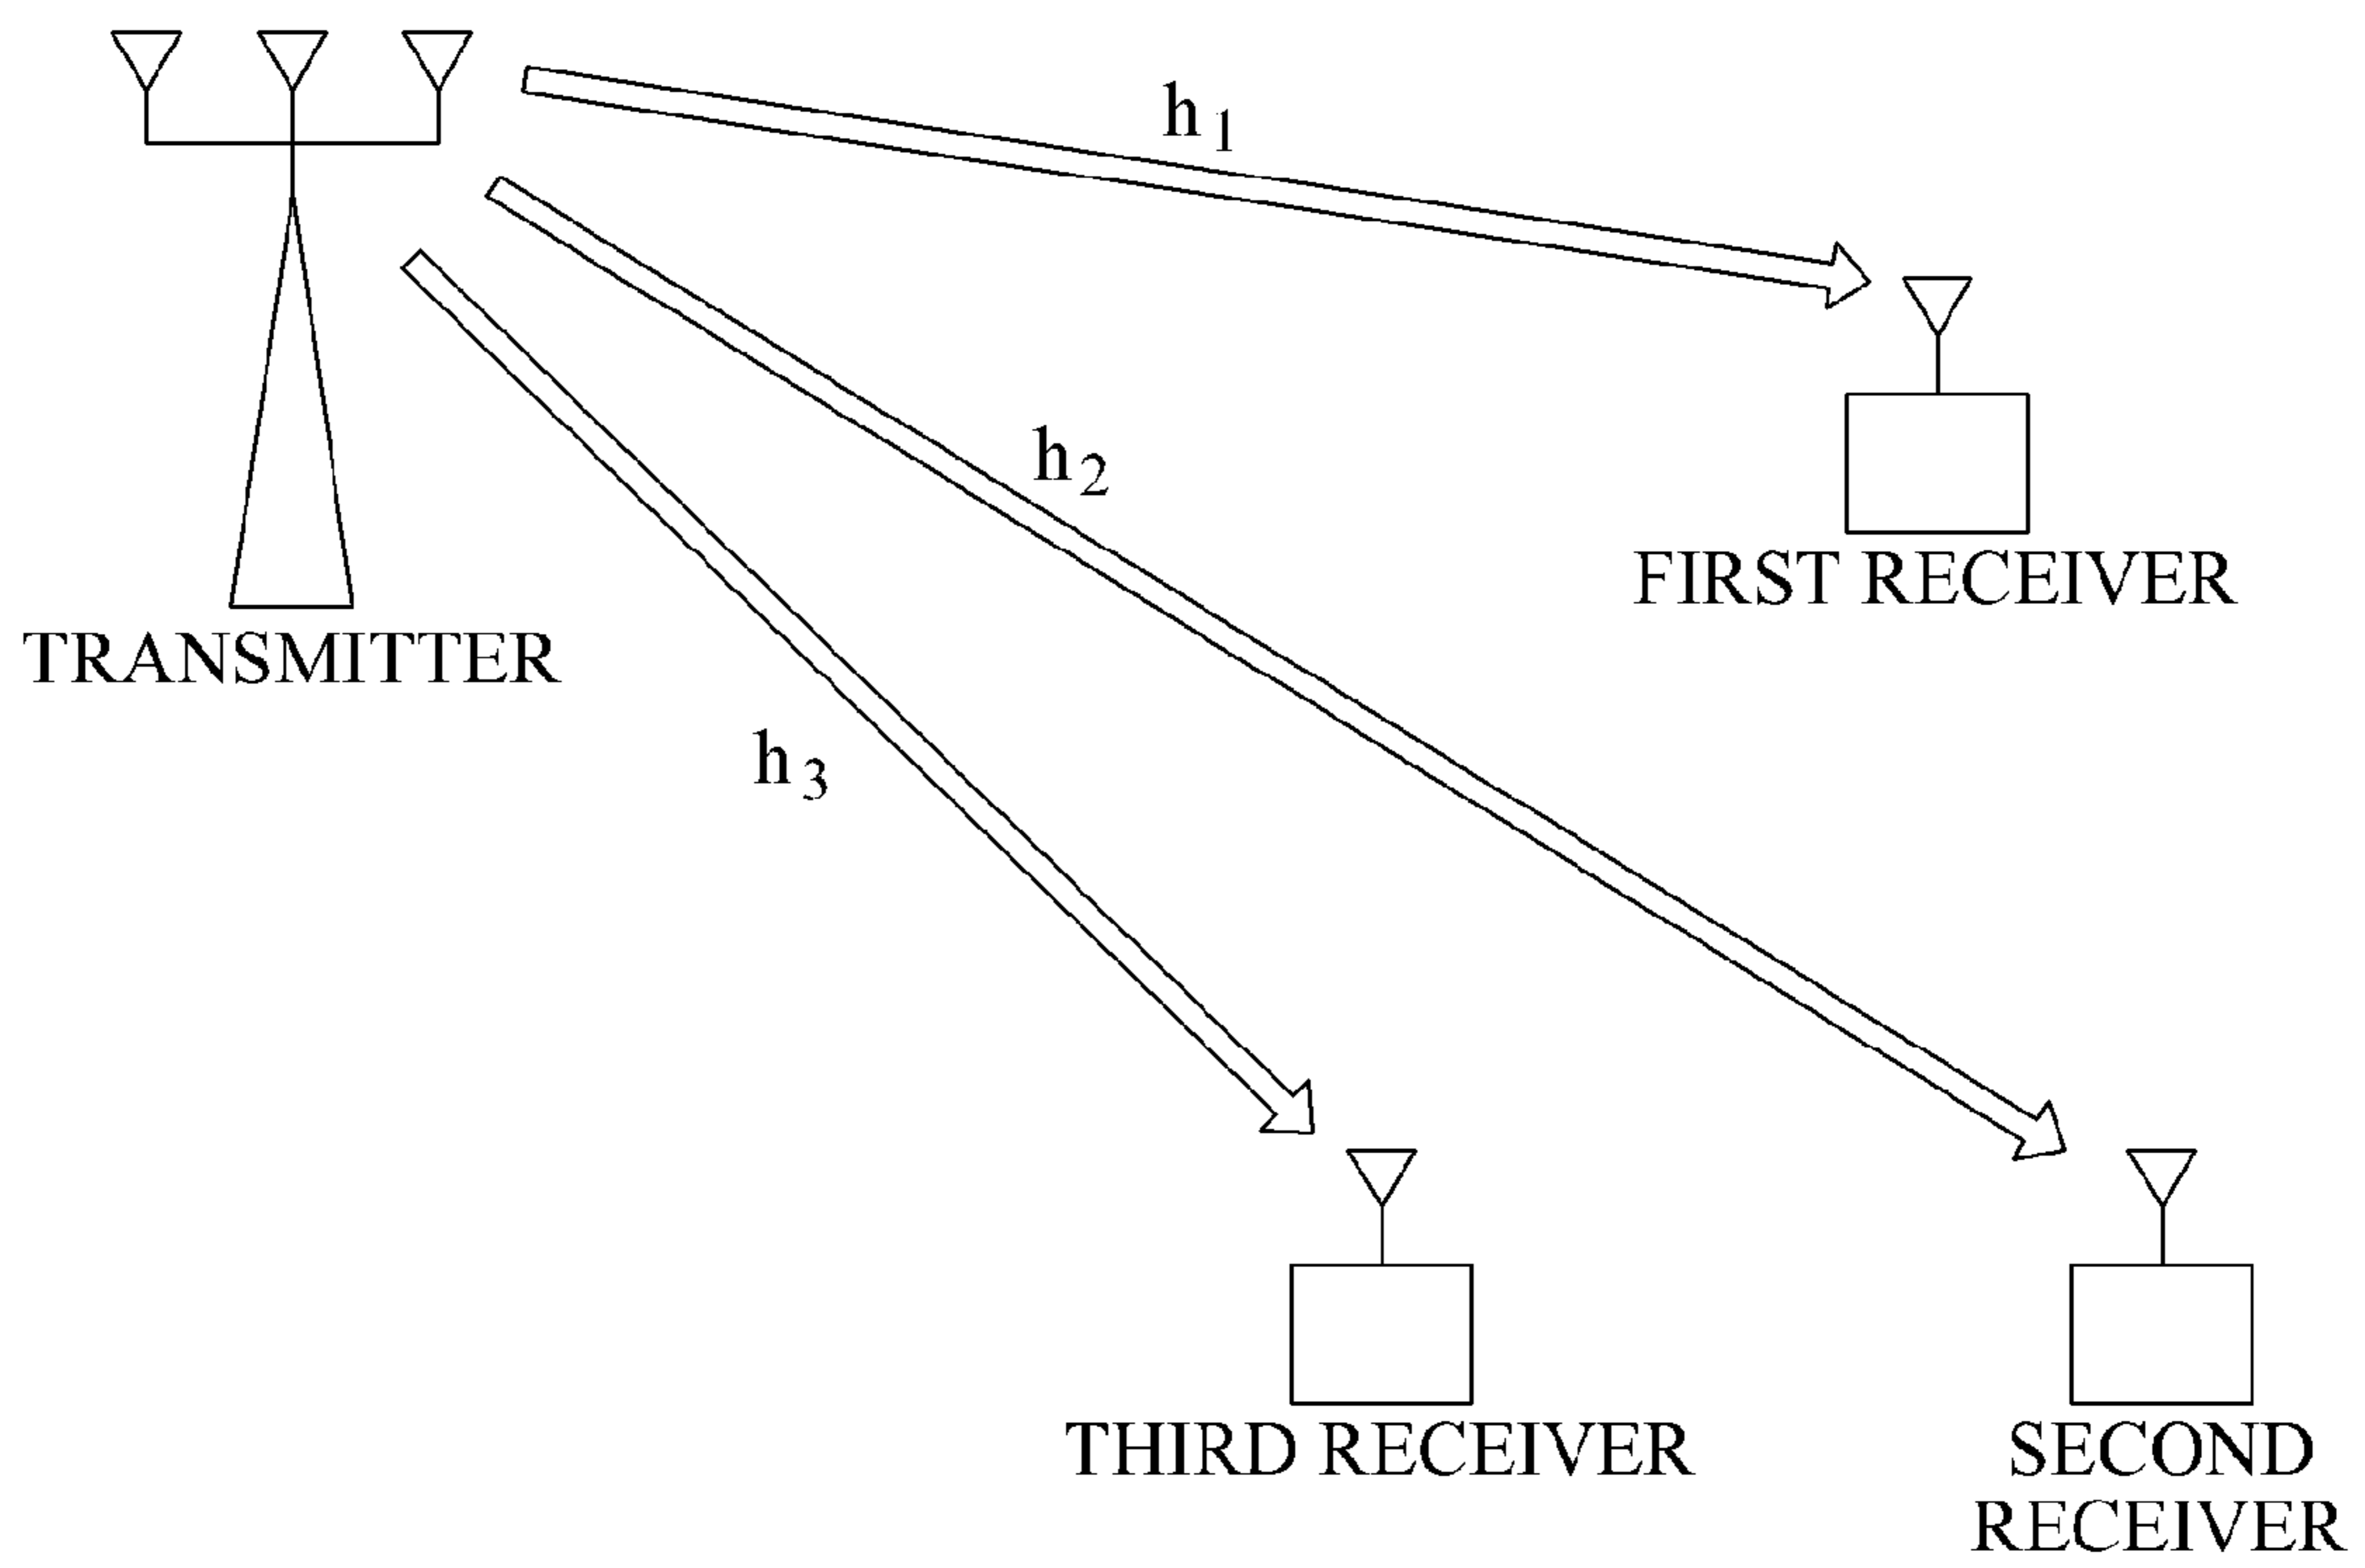 h1
h2
FIRST RECEIVER
TRANSMITTER
h3
THIRD RECEIVER
SECOND
RECEIVER